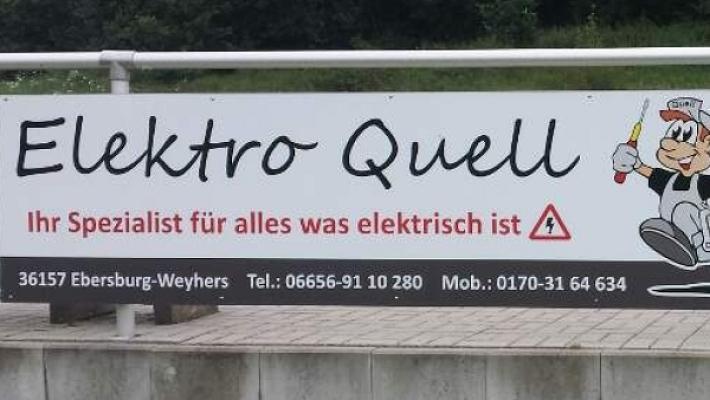 Elektro Quell
Quell
Ihr Spezialist für alles was elektrisch ist
36157 Ebersburg-Weyhers Tel.: 06656-91 10 280 Mob.: 0170-31 64 634